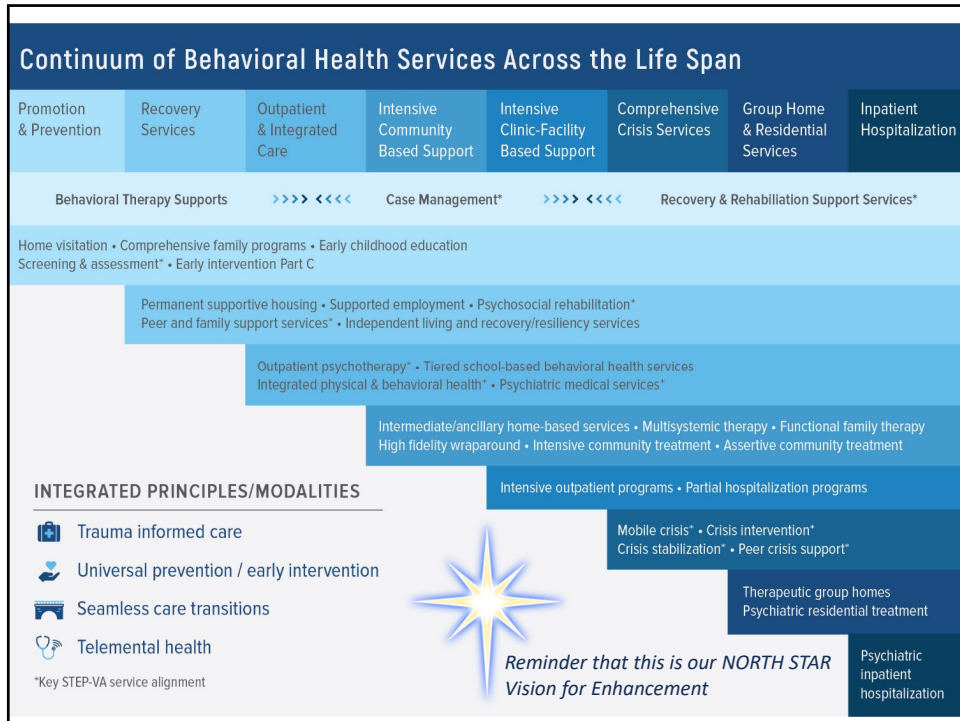 Continuum of Behavioral Health Services Across the Life Span
Promotion
& Prevention
Recovery
Services
Outpatient
& Integrated
Care
Intensive
Community
Based Support
Intensive
Clinic-Facility
Based Support
Comprehensive
Crisis Services
Group Home
& Residential
Services
Inpatient
Hospitalization
Behavioral Therapy Supports >>>> <<<< Case Management* >>>> <<<< Recovery & Rehabiliation Support Services*
Home visitation • Comprehensive family programs • Early childhood education
Screening & assessment* • Early intervention Part C
Permanent supportive housing • Supported employment • Psychosocial rehabilitation*
Peer and family support services* • Independent living and recovery/resiliency services
Outpatient psychotherapy* • Tiered school-based behavioral health services
Integrated physical & behavioral health* • Psychiatric medical services*
Intermediate/ancillary home-based services • Multisystemic therapy • Functional family therapy
High fidelity wraparound • Intensive community treatment • Assertive community treatment
Intensive outpatient programs • Partial hospitalization programs
Mobile crisis* • Crisis intervention*
Crisis stabilization* • Peer crisis support*
Therapeutic group homes
Psychiatric residential treatment
Psychiatric
inpatient
hospitalization
INTEGRATED PRINCIPLES/MODALITIES
Trauma informed care
Universal prevention / early intervention
Seamless care transitions
Telemental health
*Key STEP-VA service alignment
Reminder that this is our NORTH STAR
Vision for Enhancement